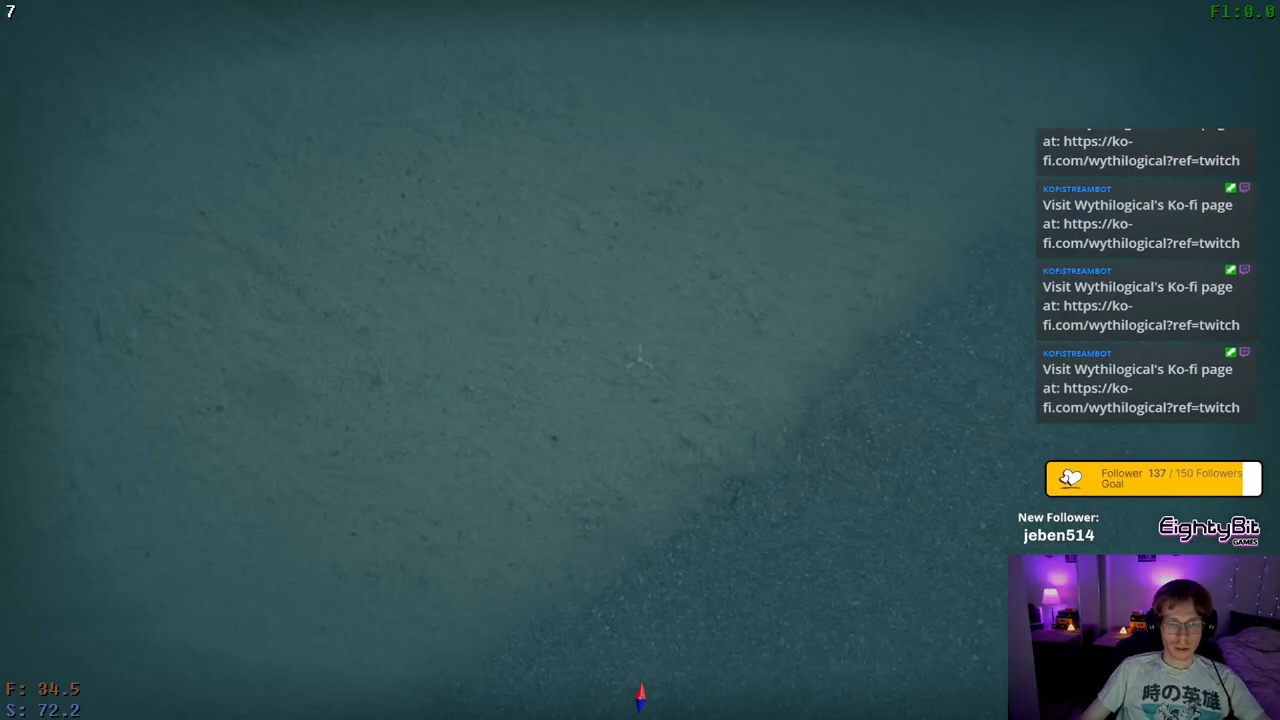 7
F1:0.0
at: https://ko-
fi.com/wythilogical?ref=twitch
KOFISTREAMBOT
Visit Wythilogical's Ko-fi page
at: https://ko-
fi.com/wythilogical?ref=twitch
KOFISTREAMBOT
Visit Wythilogical's Ko-fi page
at: https://ko-
fi.com/wythilogical?ref=twitch
KOFISTREAMBOT
Visit Wythilogical's Ko-fi page
at: https://ko-
fi.com/wythilogical?ref=twitch
Follower 137 / 150 Followers
Goal
New Follower:
jeben514
EightyBit
GAMES
時の英雄
F: 34.5
S: 72.2